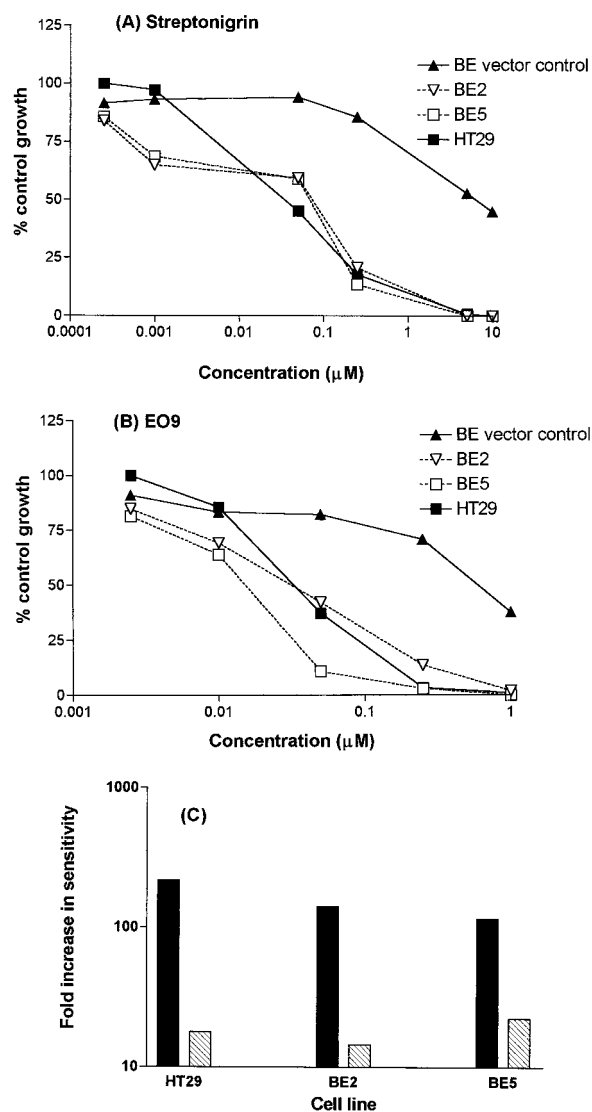 (A) Streptonigrin
BE vector control
BE2
BE5
HT29
125
100
75
50
25
0
% control growth
0.0001
0.001
0.01
0.1
1
10
Concentration (μM)
(B) EO9
BE vector control
BE2
BE5
HT29
125
100
75
50
25
0
% control growth
0.001
0.01
0.1
1
Concentration (μM)
(C)
1000
100
10
Fold increase in sensitivity
HT29
BE2
BE5
Cell line